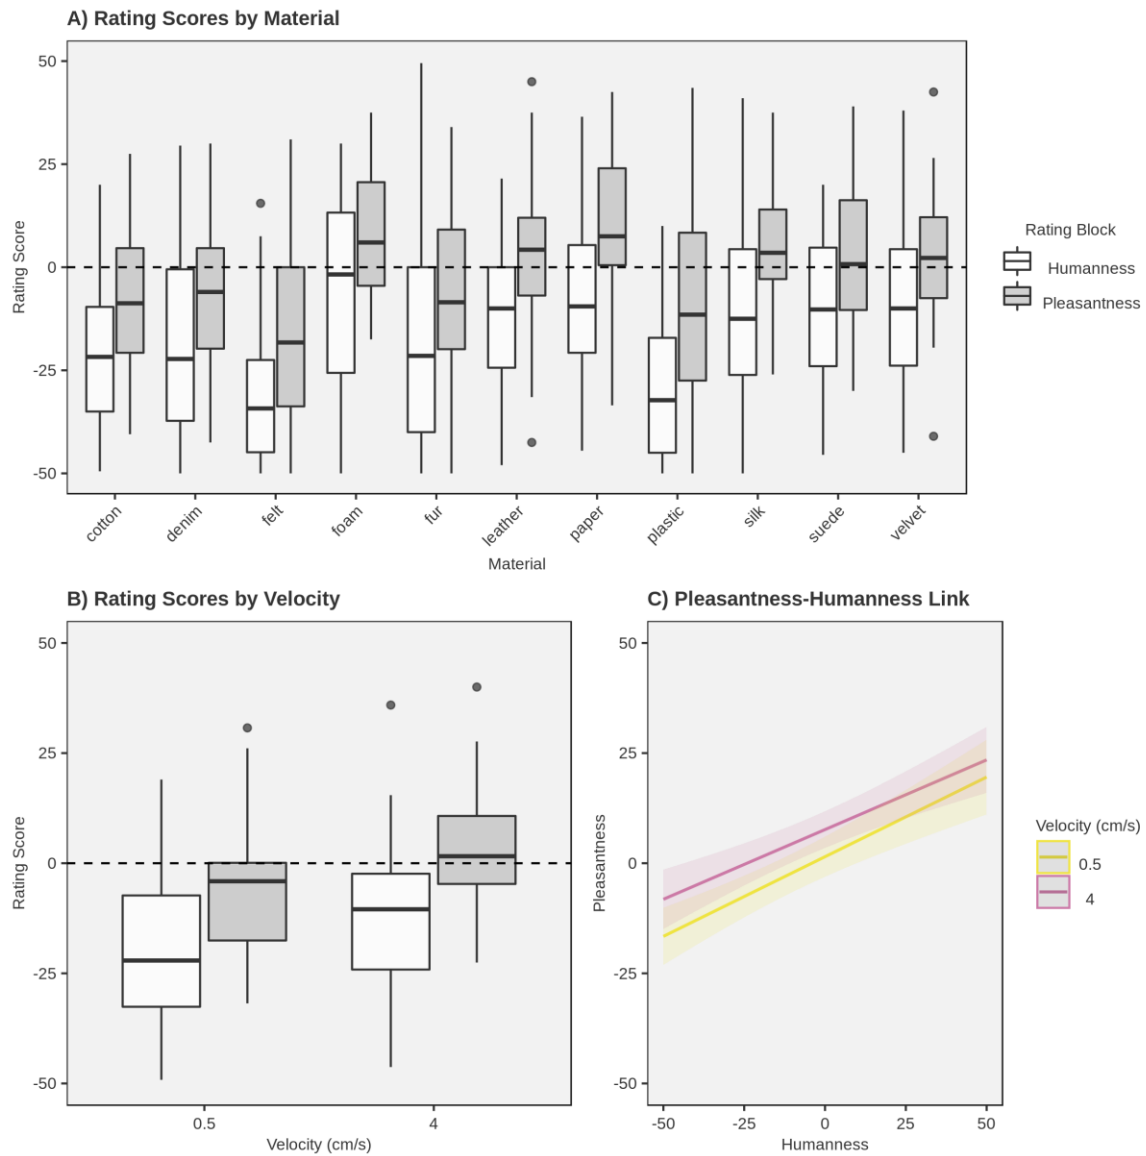 A) Rating Scores by Material
50
25
0
-25
-50
Rating Score
cotton
denim
felt
foam
fur
leather
paper
plastic
silk
suede
velvet
Material
Rating Block
Humanness
Pleasantness
B) Rating Scores by Velocity
50
25
0
-25
-50
Rating Score
0.5
4
Velocity (cm/s)
C) Pleasantness-Humanness Link
50
25
0
-25
-50
Pleasantness
-50
-25
0
25
50
Humanness
Velocity (cm/s)
0.5
4